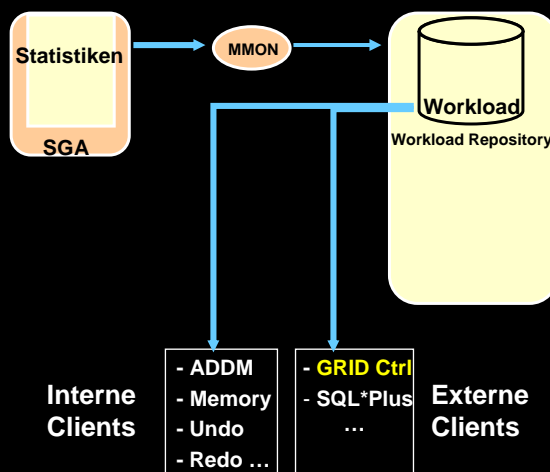 Statistiken
SGA
MMON
Workload
Workload Repository
Interne
Clients
- ADDM
- Memory
- Undo
- Redo ...
- GRID Ctrl
- SQL*Plus
...
Externe
Clients